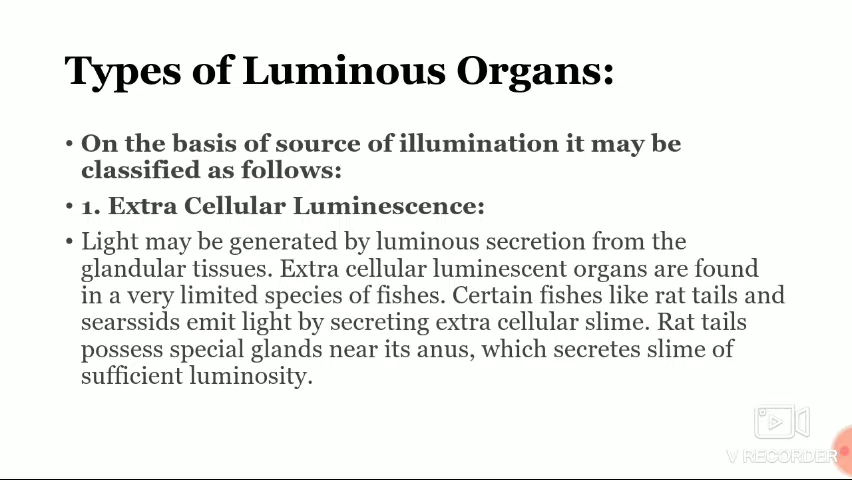 Types of Luminous Organs:
• On the basis of source of illumination it may be
classified as follows:
• 1. Extra Cellular Luminescence:
• Light may be generated by luminous secretion from the
glandular tissues. Extra cellular luminescent organs are found
in a very limited species of fishes. Certain fishes like rat tails and
searssids emit light by secreting extra cellular slime. Rat tails
possess special glands near its anus, which secretes slime of
sufficient luminosity.
V RECORDER